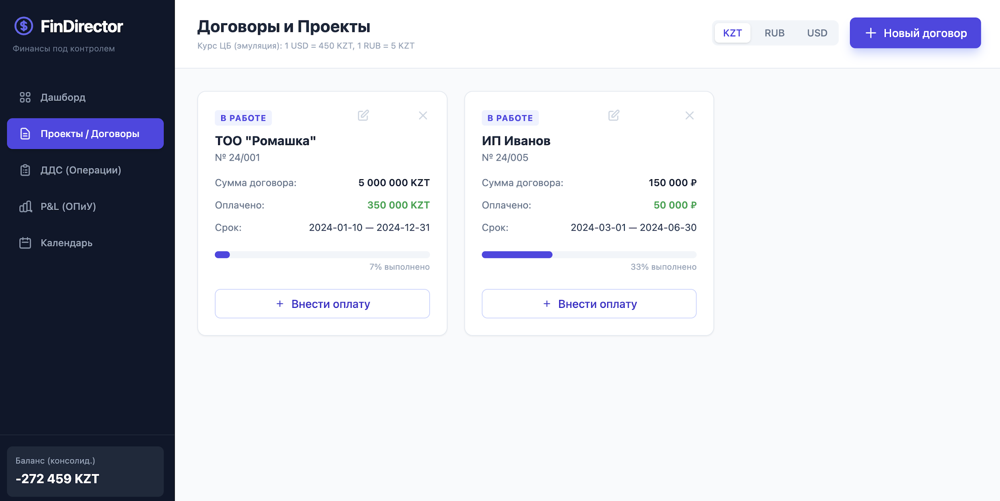 FinDirector
Финансы под контролем
Дашборд
Проекты / Договоры
ДДС (Операции)
P&L (ОПиУ)
Календарь
Баланс (консолид.)
-272 459 KZT
Договоры и Проекты
Курс ЦБ (эмуляция): 1 USD = 450 KZT, 1 RUB = 5 KZT
KZT RUB USD
+ Новый договор
В РАБОТЕ
ТОО "Ромашка"
№ 24/001
Сумма договора: 5 000 000 KZT
Оплачено: 350 000 KZT
Срок: 2024-01-10 — 2024-12-31
7% выполнено
+ Внести оплату
В РАБОТЕ
ИП Иванов
№ 24/005
Сумма договора: 150 000 ₽
Оплачено: 50 000 ₽
Срок: 2024-03-01 — 2024-06-30
33% выполнено
+ Внести оплату